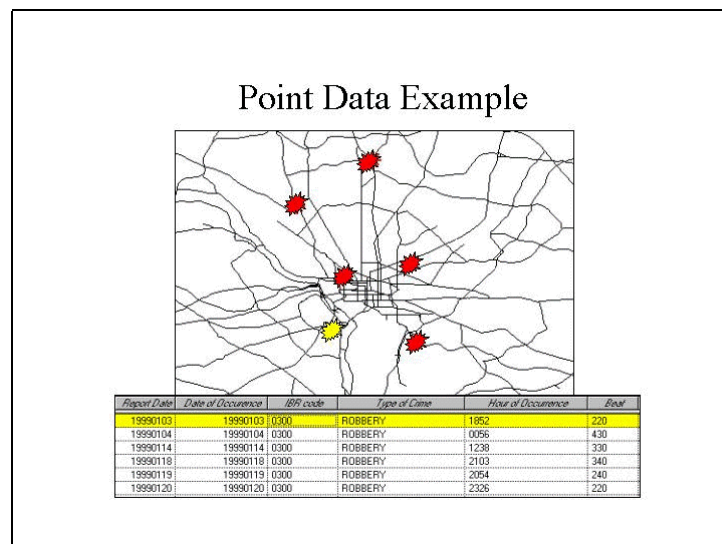 Point Data Example
Report Date Date of Occurence IBR code Type of Crime Hour of Occurrence Beat
19990103 19990103 0300 ROBBERY 1852 220
19990104 19990104 0300 ROBBERY 0056 430
19990114 19990114 0300 ROBBERY 1238 330
19990118 19990118 0300 ROBBERY 2103 340
19990119 19990119 0300 ROBBERY 2054 240
19990120 19990120 0300 ROBBERY 2326 220